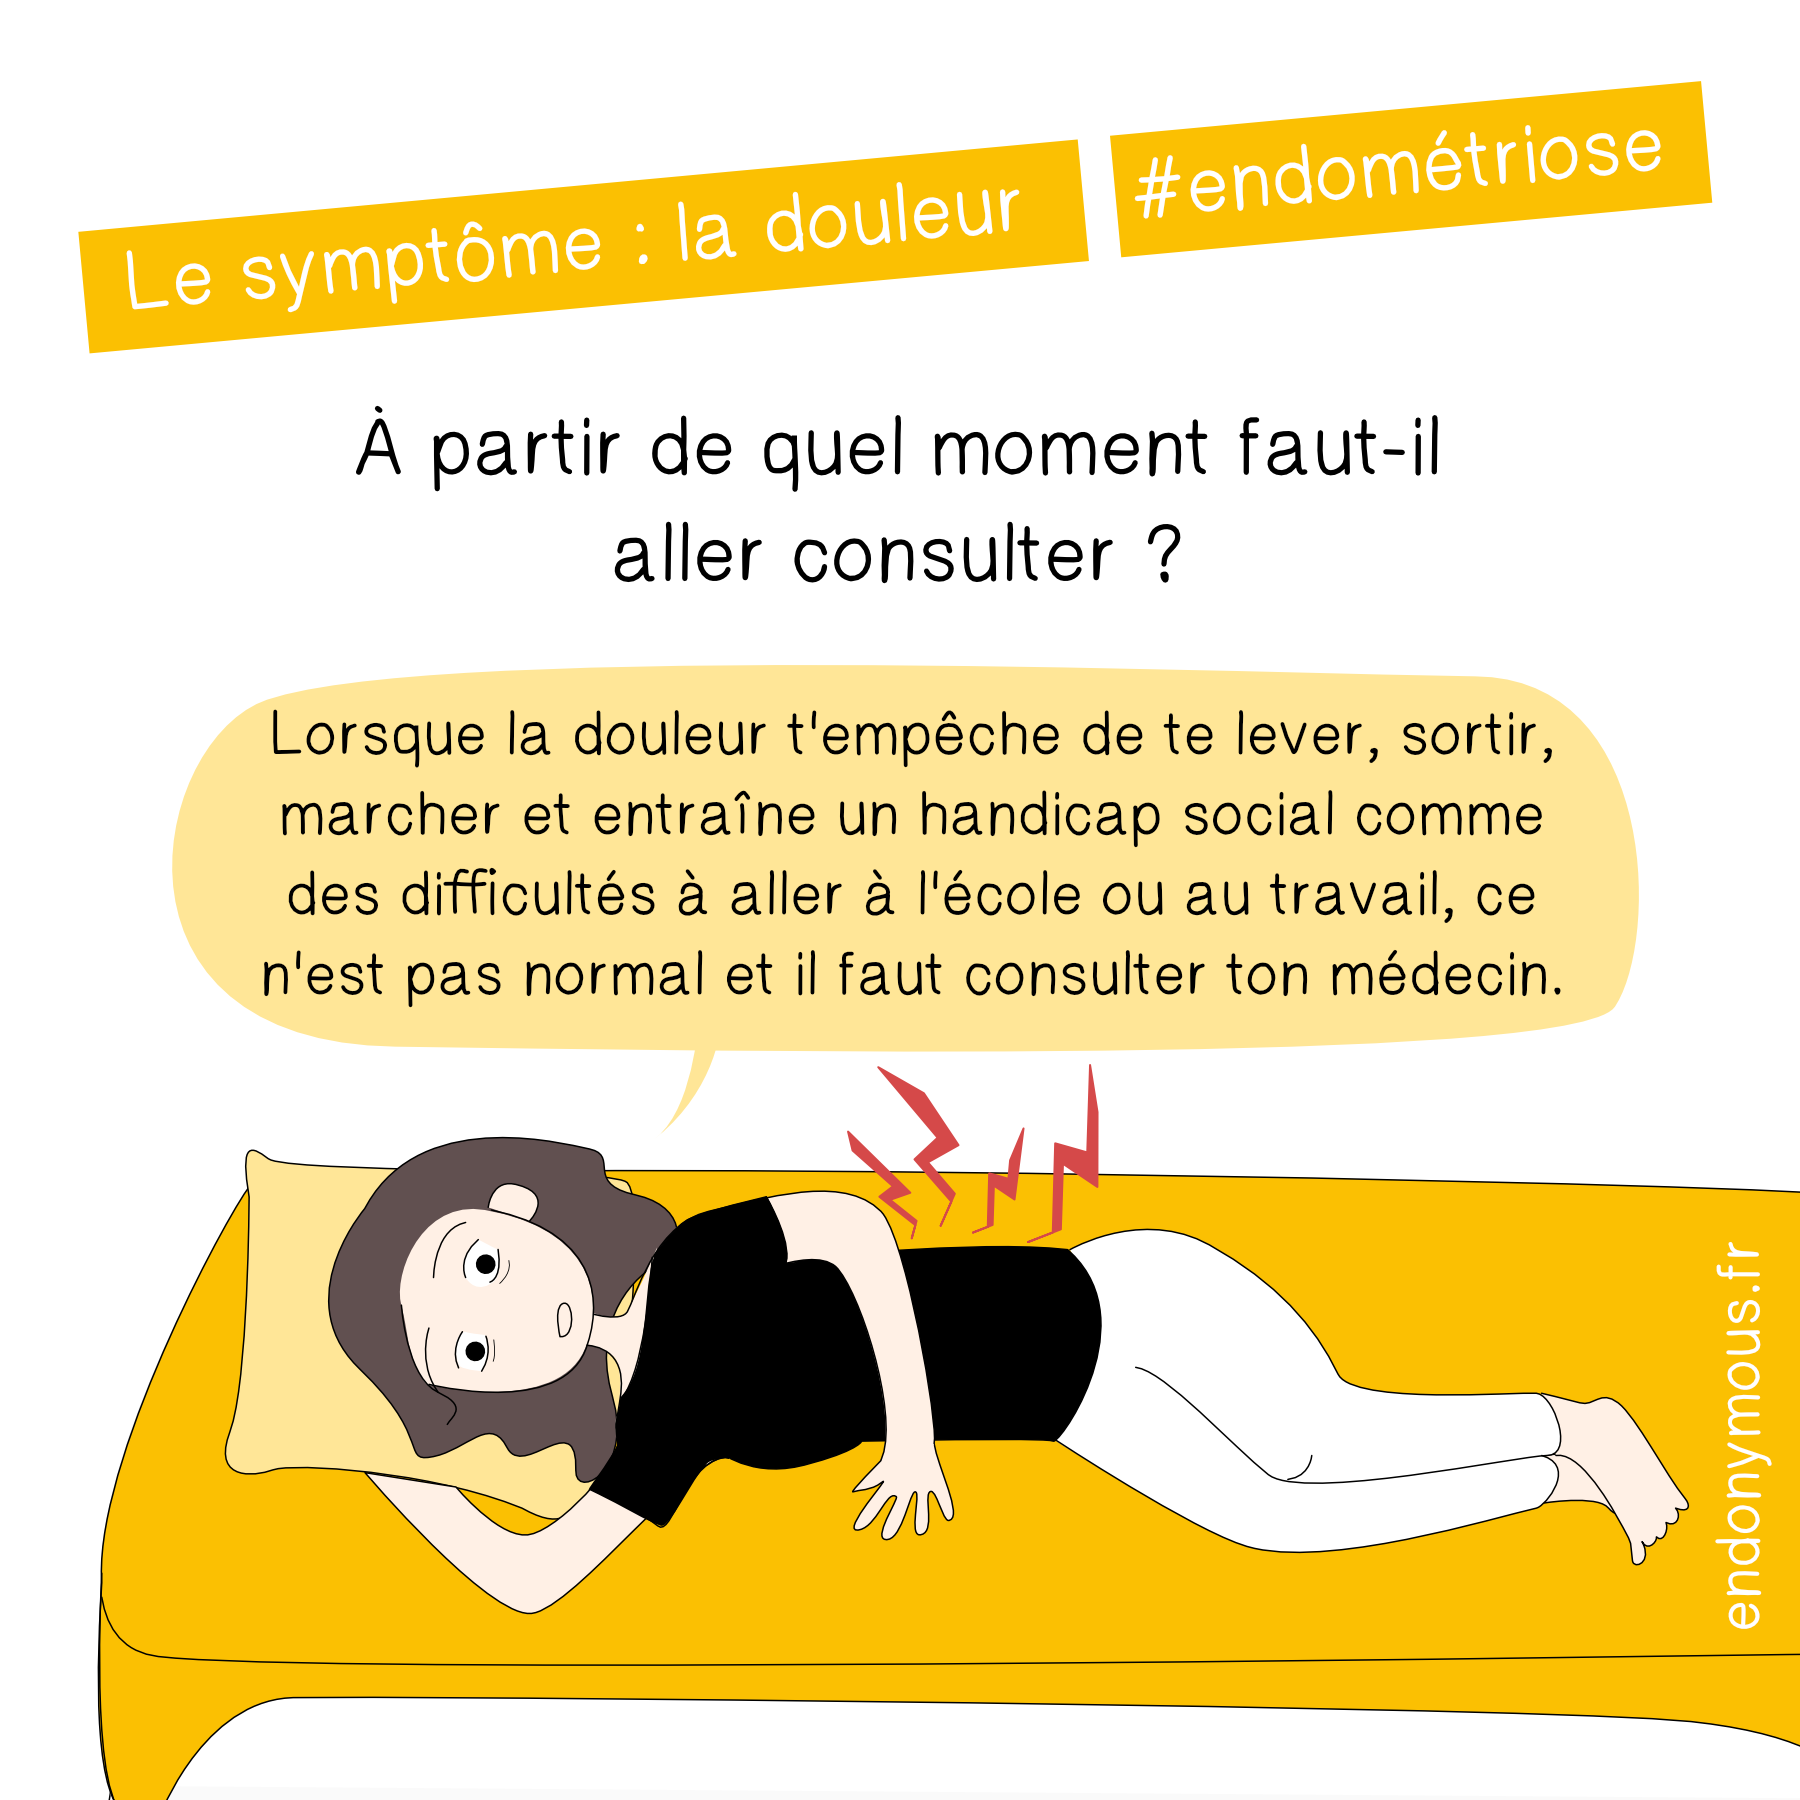 Le symptôme : la douleur
#endométriose
À partir de quel moment faut-il
aller consulter ?
Lorsque la douleur t'empêche de te lever, sortir,
marcher et entraîne un handicap social comme
des difficultés à aller à l'école ou au travail, ce
n'est pas normal et il faut consulter ton médecin.
endonymous.fr